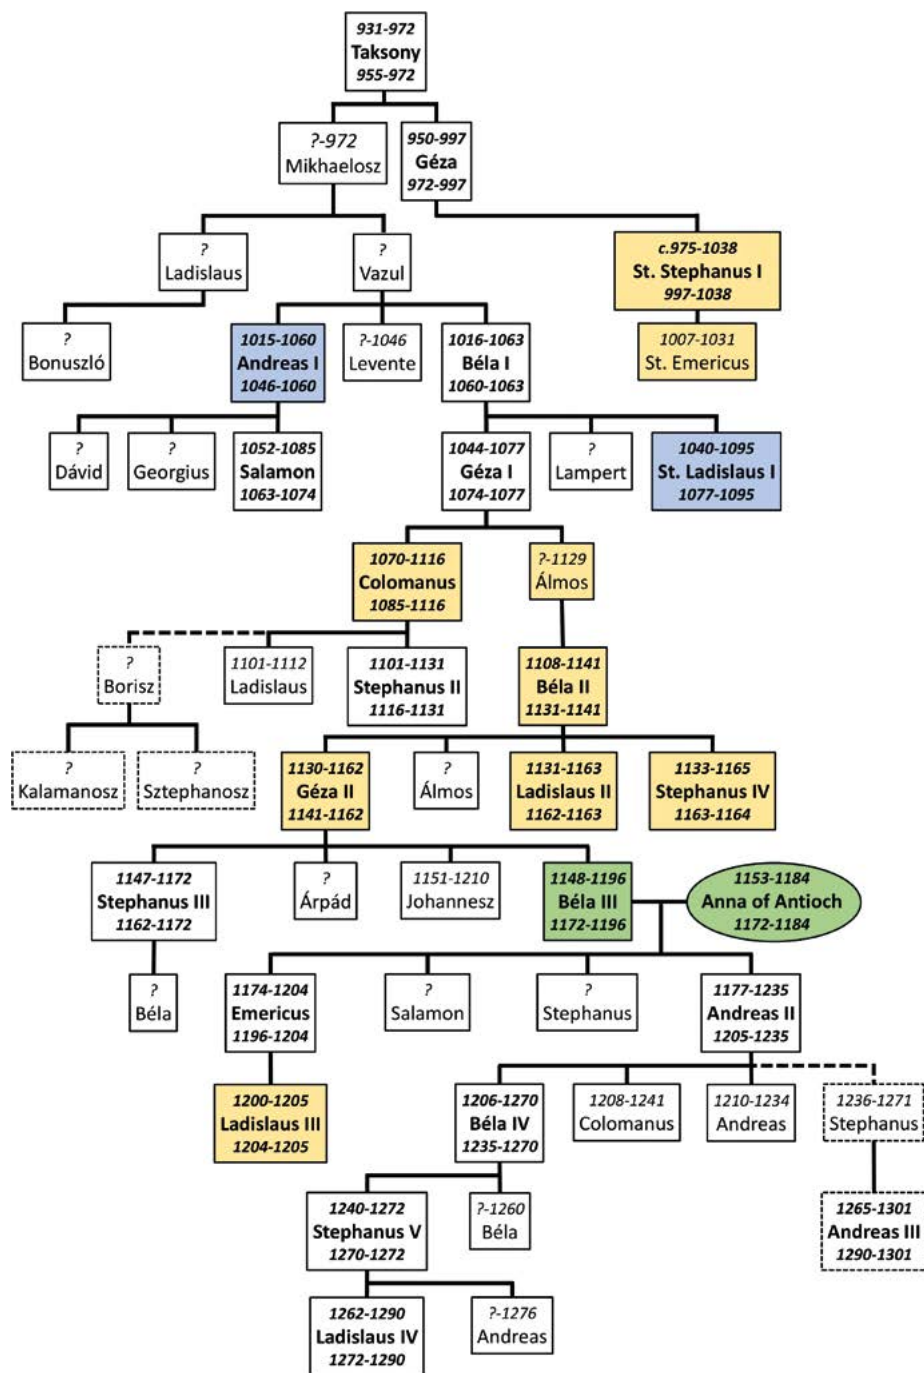 931-972
Taksony
955-972
?-972
Mikhaelosz
950-997
Géza
972-997
?
Ladislaus
?
Vazul
c.975-1038
St. Stephanus I
997-1038
?
Bonuszló
1015-1060
Andreas I
1046-1060
?-1046
Levente
1016-1063
Béla I
1060-1063
1007-1031
St. Emericus
?
Dávid
?
Georgius
1052-1085
Salamon
1063-1074
1044-1077
Géza I
1074-1077
?
Lampert
1040-1095
St. Ladislaus I
1077-1095
1070-1116
Colomanus
1085-1116
?-1129
Álmos
?
Borisz
1101-1112
Ladislaus
1101-1131
Stephanus II
1116-1131
1108-1141
Béla II
1131-1141
?
Kalamanosz
?
Sztephanosz
1130-1162
Géza II
1141-1162
?
Álmos
1131-1163
Ladislaus II
1162-1163
1133-1165
Stephanus IV
1163-1164
1147-1172
Stephanus III
1162-1172
?
Árpád
1151-1210
Johannesz
1148-1196
Béla III
1172-1196
1153-1184
Anna of Antioch
1172-1184
?
Béla
1174-1204
Emericus
1196-1204
?
Salamon
?
Stephanus
1177-1235
Andreas II
1205-1235
1200-1205
Ladislaus III
1204-1205
1206-1270
Béla IV
1235-1270
1208-1241
Colomanus
1210-1234
Andreas
1236-1271
Stephanus
1240-1272
Stephanus V
1270-1272
?-1260
Béla
1265-1301
Andreas III
1290-1301
1262-1290
Ladislaus IV
1272-1290
?-1276
Andreas